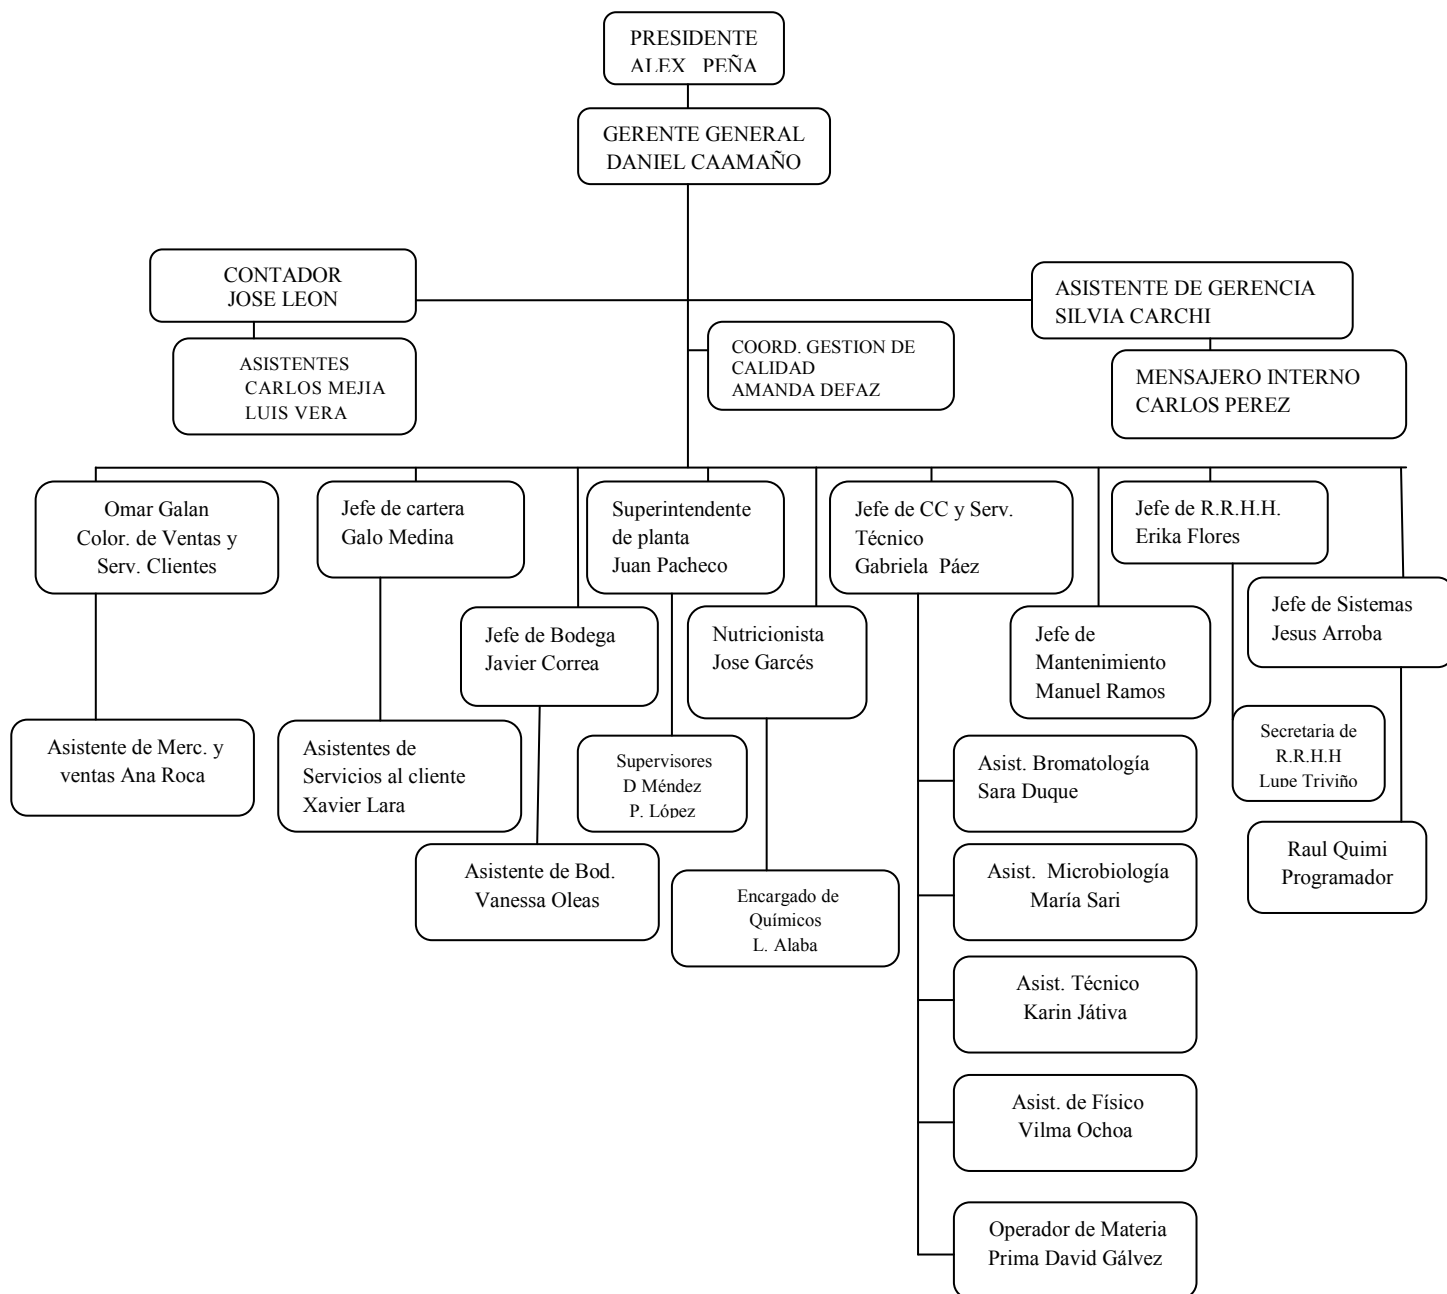 PRESIDENTE
ALEX PEÑA
GERENTE GENERAL
DANIEL CAAMAÑO
CONTADOR
JOSE LEON
ASISTENTE DE GERENCIA
SILVIA CARCHI
ASISTENTES
CARLOS MEJIA
LUIS VERA
COORD. GESTION DE
CALIDAD
AMANDA DEFAZ
MENSAJERO INTERNO
CARLOS PEREZ
Omar Galan
Color. de Ventas y
Serv. Clientes
Jefe de cartera
Galo Medina
Superintendente
de planta
Juan Pacheco
Jefe de CC y Serv.
Técnico
Gabriela Páez
Jefe de R.R.H.H.
Erika Flores
Jefe de Bodega
Javier Correa
Nutricionista
Jose Garcés
Jefe de
Mantenimiento
Manuel Ramos
Jefe de Sistemas
Jesus Arroba
Asistente de Merc. y
ventas Ana Roca
Asistentes de
Servicios al cliente
Xavier Lara
Supervisores
D Méndez
P. López
Asist. Bromatología
Sara Duque
Secretaria de
R.R.H.H
Lupe Triviño
Asistente de Bod.
Vanessa Oleas
Encargado de
Químicos
L. Alaba
Asist. Microbiología
María Sari
Raul Quimi
Programador
Asist. Técnico
Karin Játiva
Asist. de Físico
Vilma Ochoa
Operador de Materia
Prima David Gálvez